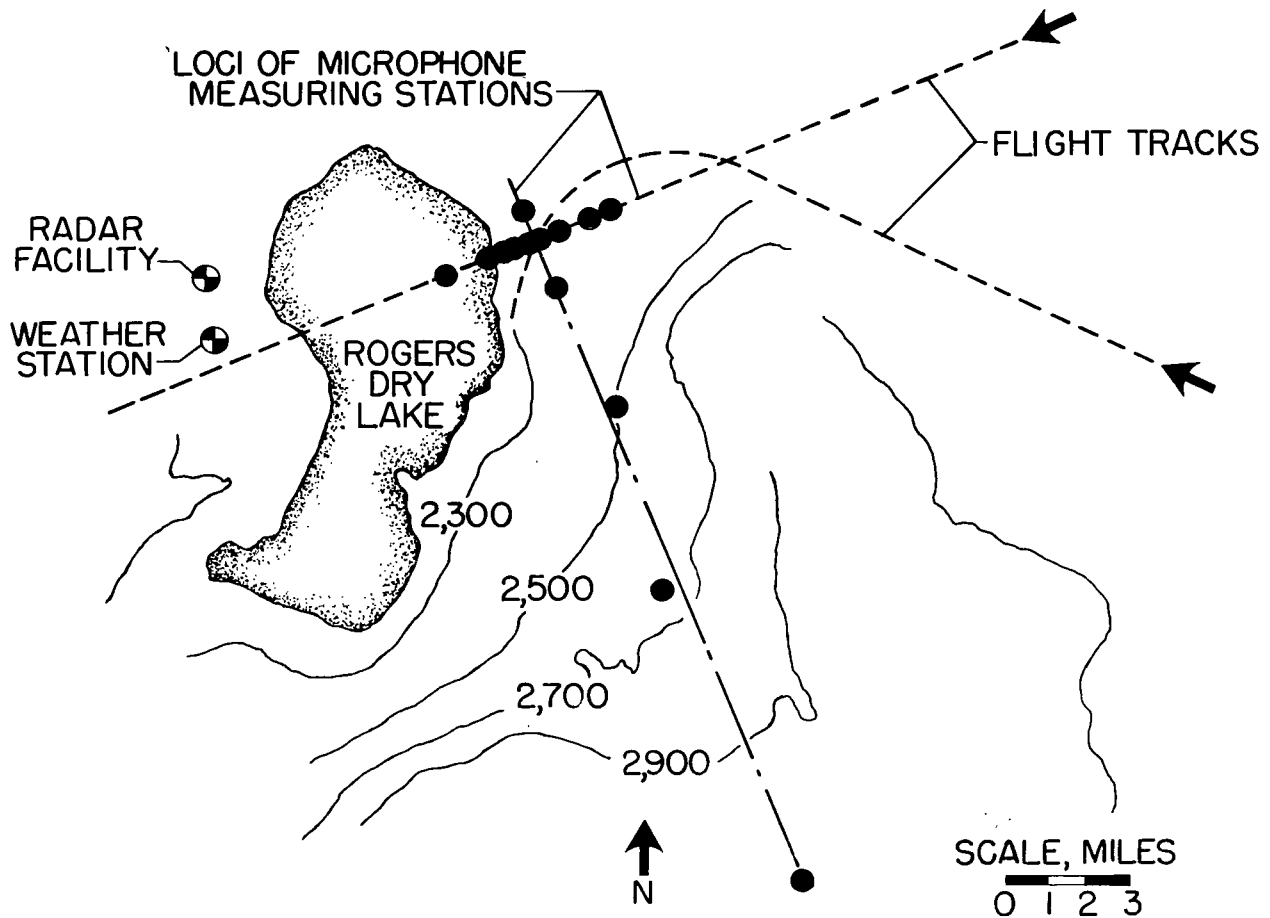 LOCI OF MICROPHONE
MEASURING STATIONS
FLIGHT TRACKS
RADAR
FACILITY
WEATHER
STATION
ROGERS
DRY
LAKE
2,300
2,500
2,700
2,900
N
SCALE, MILES
0 1 2 3